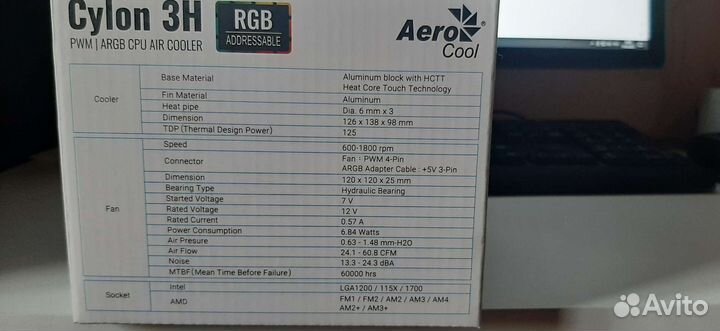 Cylon 3H
RGB
ADDRESSABLE
PWM | ARGB CPU AIR COOLER
Aero
Cool
Cooler
Base Material Aluminum block with HCTT
Heat Core Touch Technology
Fin Material Aluminum
Heat pipe Dia. 6 mm x 3
Dimension 126 x 138 x 98 mm
TDP (Thermal Design Power) 125
Fan
Speed 600-1800 rpm
Connector Fan : PWM 4-Pin
ARGB Adapter Cable : +5V 3-Pin
Dimension 120 x 120 x 25 mm
Bearing Type Hydraulic Bearing
Started Voltage 7 V
Rated Voltage 12 V
Rated Current 0.57 A
Power Consumption 6.84 Watts
Air Presure 0.63 - 1.48 mm-H2O
Air Flow 24.1 - 60.8 CFM
Noise 13.3 - 24.3 dBA
MTBF(Mean Time Before Failure) 60000 hrs
Socket
Intel LGA1200 / 115X / 1700
AMD FM1 / FM2 / AM2 / AM3 / AM4
AM2+ / AM3+
Avito